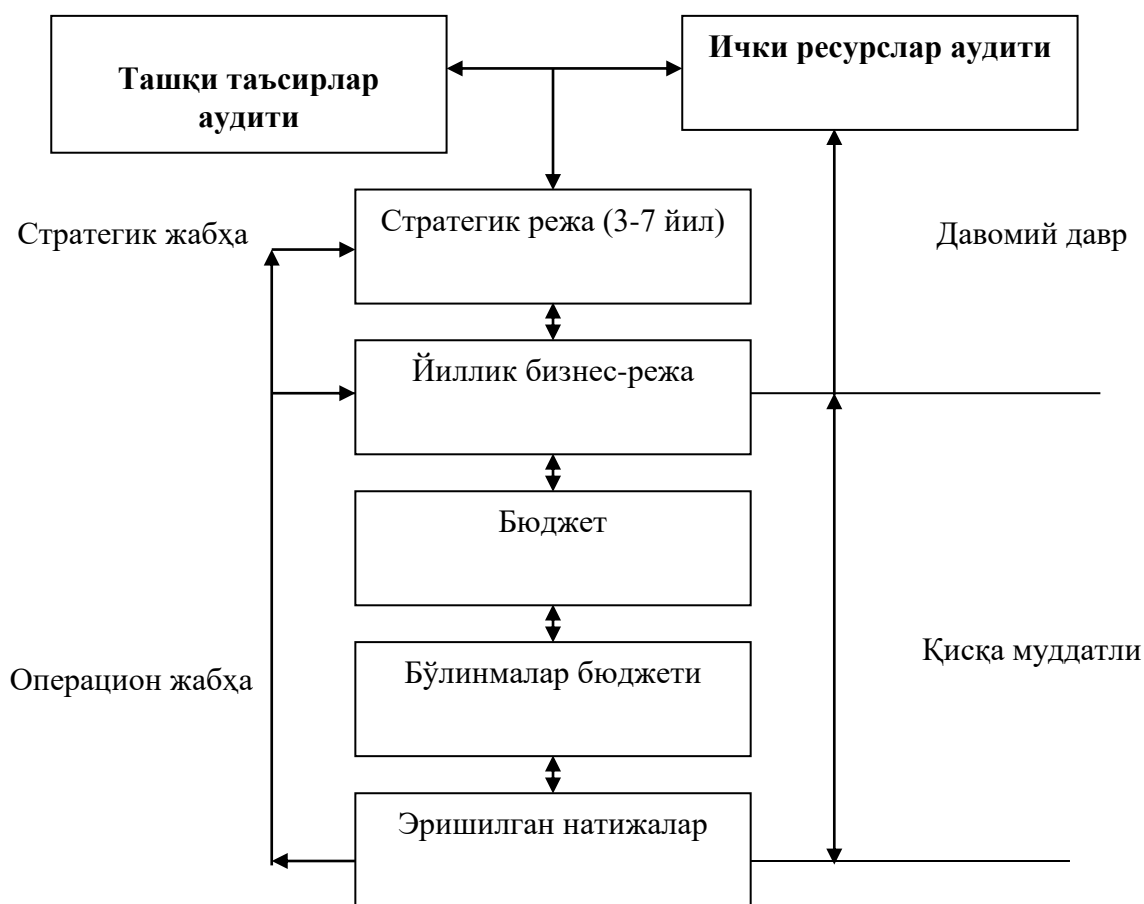 Ташқи таъсирлар
аудити
Ички ресурслар аудити
Стратегик жабҳа
Стратегик режа (3-7 йил)
Давомий давр
Йиллик бизнес-режа
Бюджет
Операцион жабҳа
Бўлинмалар бюджети
Қисқа муддатли
Эришилган натижалар